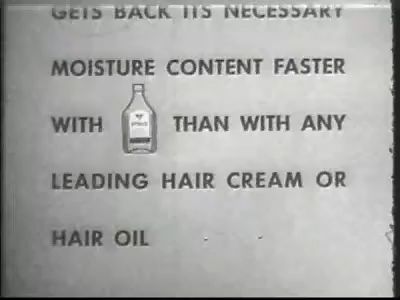 GETS BACK ITS NECESSARY
MOISTURE CONTENT FASTER
WITH THAN WITH ANY
LEADING HAIR CREAM OR
HAIR OIL